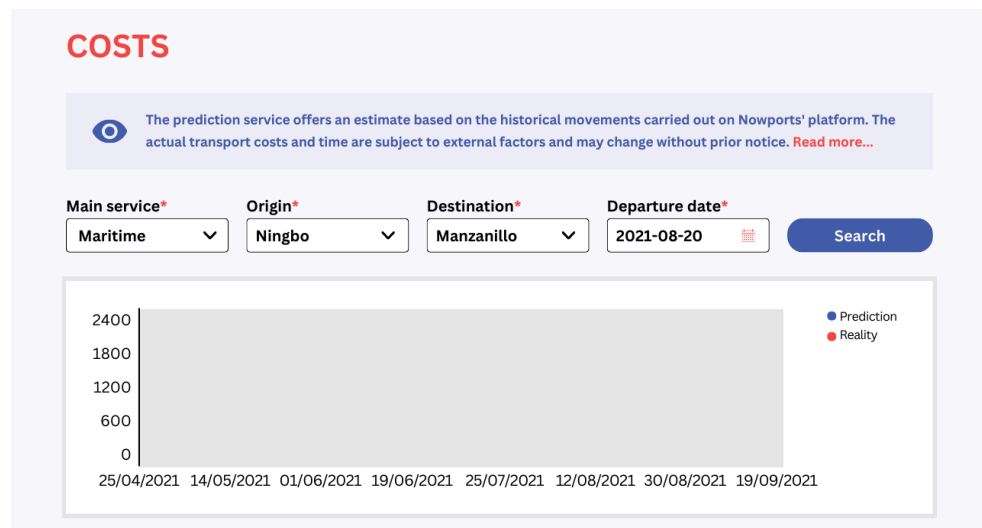 COSTS
The prediction service offers an estimate based on the historical movements carried out on Nowports' platform. The
actual transport costs and time are subject to external factors and may change without prior notice. Read more...
Main service* Origin* Destination* Departure date*
Maritime Ningbo Manzanillo 2021-08-20 Search
2400
1800
1200
600
0
25/04/2021 14/05/2021 01/06/2021 19/06/2021 25/07/2021 12/08/2021 30/08/2021 19/09/2021
Prediction
Reality